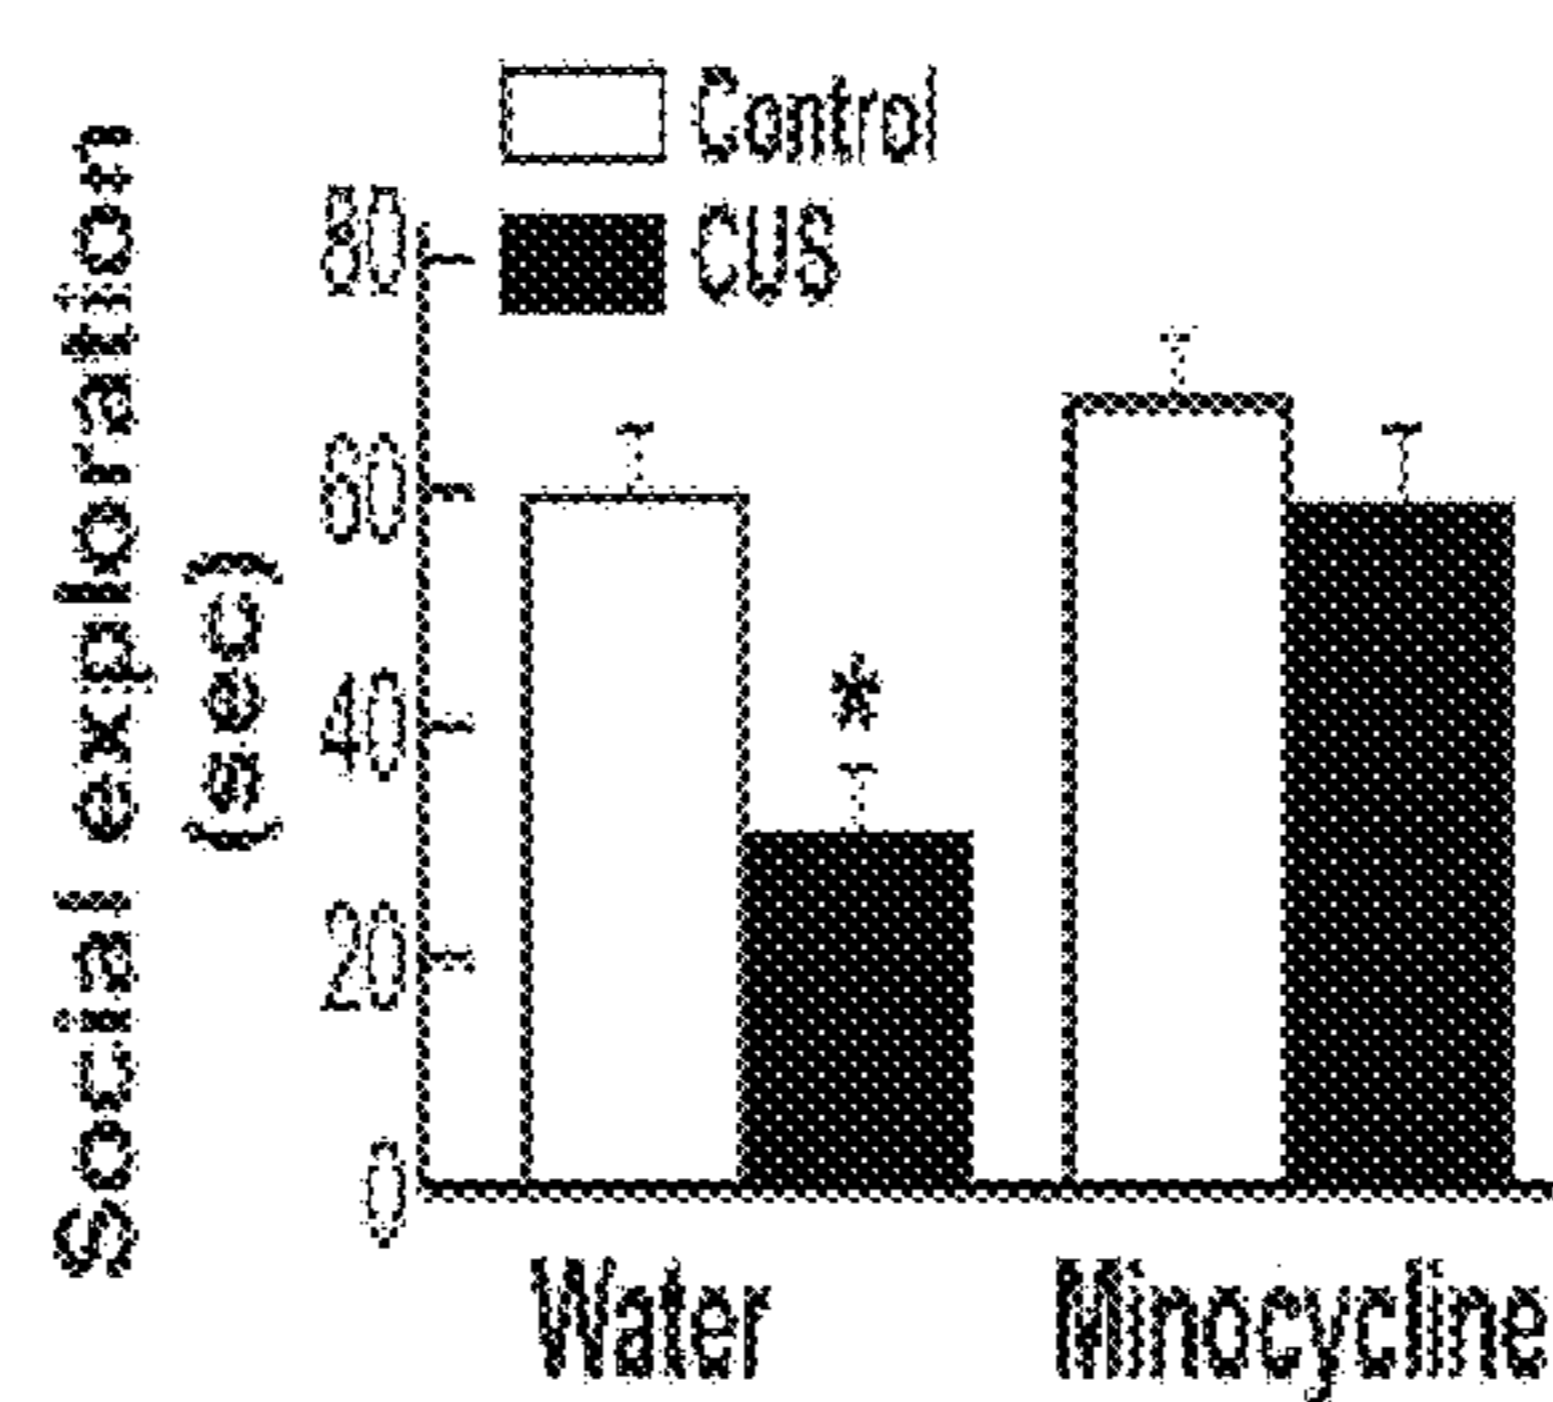 Control
CUS
Social exploration
(sec)
80
60
40
20
0
*
Water
Minocycline